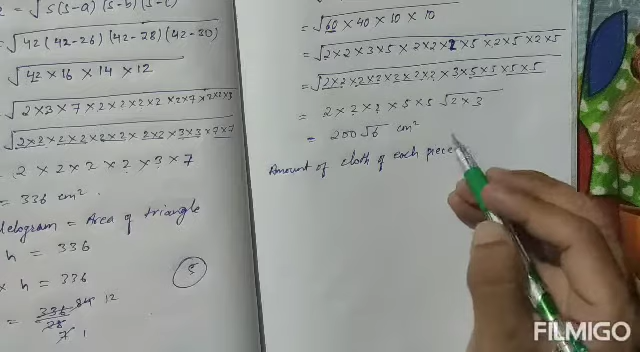 = √s(s-a) (s-b) (s-c)
= √42 (42-26) (42-28) (42-30)
√42 × 16 × 14 × 12
√2×3×7×2×2×2×2×2×7×2×2×3
√2×2×2×2×2×2×2×2×3×3×7×7
2 × 2 × 2 × 2 × 3 × 7
= 336 cm².
lelogram = Area of triangle
h = 336
× h = 336
= 336 84 12
28
7 1
5
= √60 × 40 × 10 × 10
= √2×2×3×5 × 2×2×2×5 ×2×5 ×2×5
= √2×2×2×2×2×2×2×3×5×5×5×5
= 2 × 2 × 2 × 5 × 5 √2 × 3
= 200√6 cm²
Amount of cloth of each piece
FILMIGO